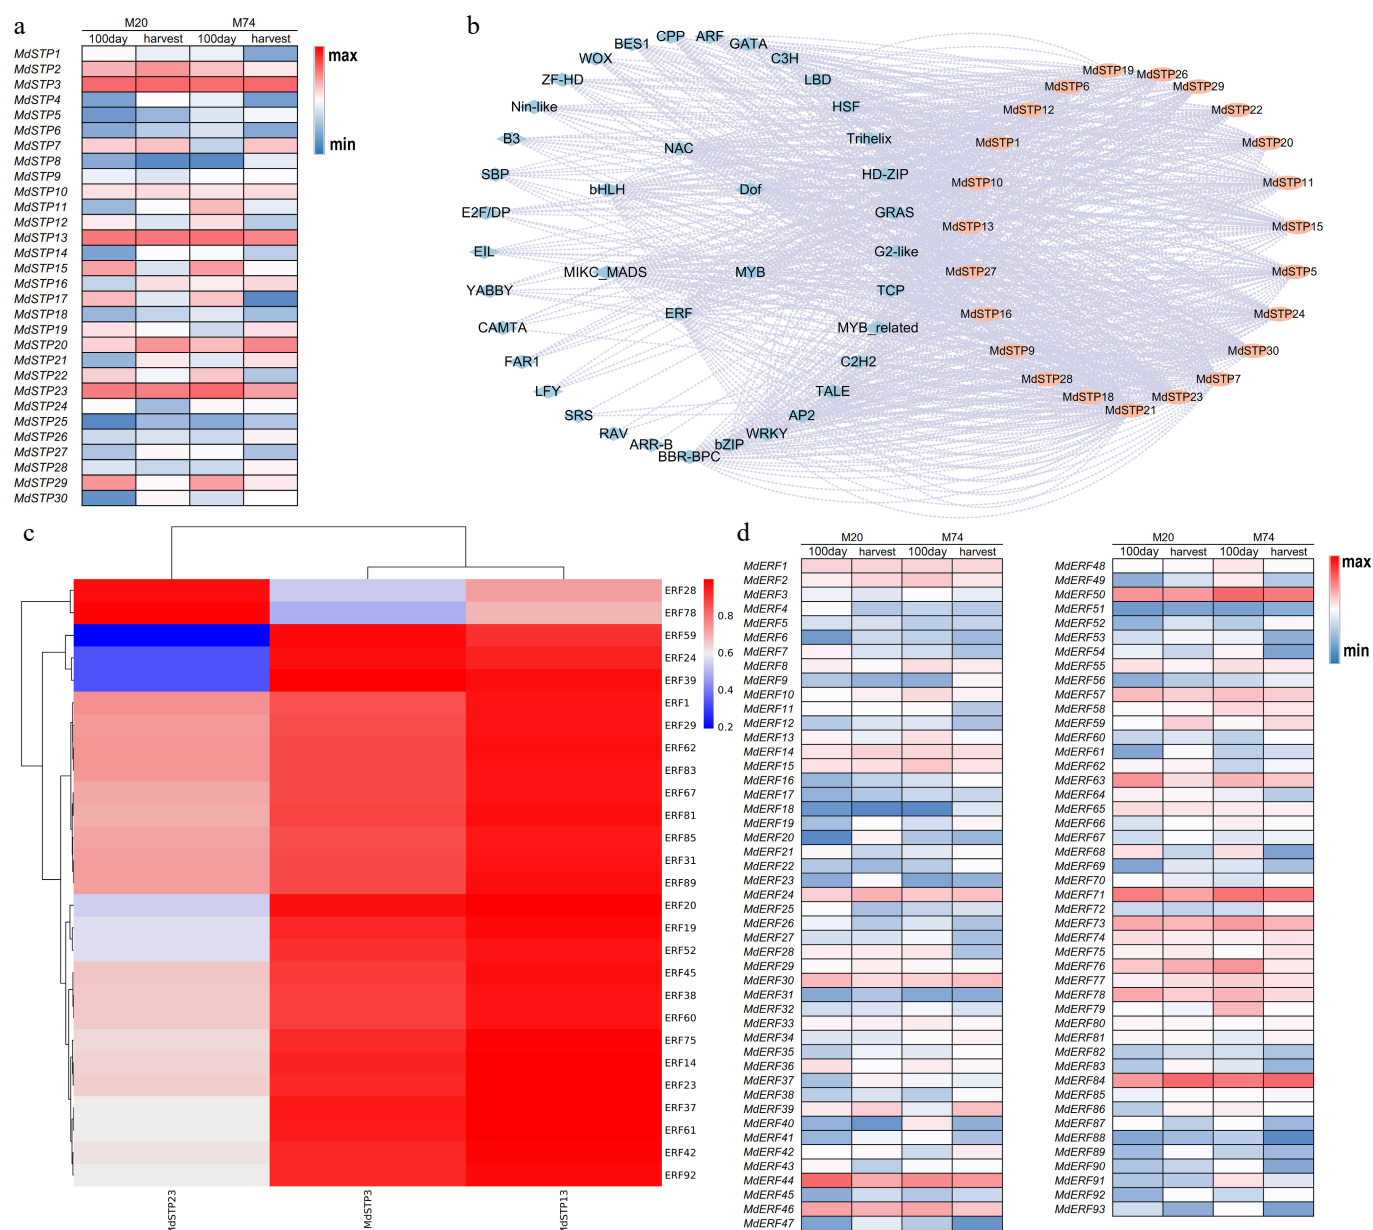 a
M20 M74
100day harvest 100day harvest
MdSTP1
MdSTP2
MdSTP3
MdSTP4
MdSTP5
MdSTP6
MdSTP7
MdSTP8
MdSTP9
MdSTP10
MdSTP11
MdSTP12
MdSTP13
MdSTP14
MdSTP15
MdSTP16
MdSTP17
MdSTP18
MdSTP19
MdSTP20
MdSTP21
MdSTP22
MdSTP23
MdSTP24
MdSTP25
MdSTP26
MdSTP27
MdSTP28
MdSTP29
MdSTP30
max
min
b
CPP
ARF
BES1
GATA
WOX
C3H
ZF-HD
LBD
Nin-like
HSF
B3
Trihelix
NAC
SBP
HD-ZIP
bHLH
Dof
E2F/DP
GRAS
EIL
G2-like
MIKC_MADS
MYB
YABBY
TCP
ERF
CAMTA
MYB_related
FAR1
C2H2
LFY
TALE
SRS
AP2
RAV
WRKY
ARR-B
bZIP
BBR-BPC
MdSTP19
MdSTP26
MdSTP6
MdSTP29
MdSTP12
MdSTP22
MdSTP1
MdSTP20
MdSTP10
MdSTP11
MdSTP13
MdSTP15
MdSTP27
MdSTP5
MdSTP16
MdSTP24
MdSTP9
MdSTP30
MdSTP28
MdSTP7
MdSTP18
MdSTP23
MdSTP21
c
ERF28
ERF78
ERF59
ERF24
ERF39
ERF1
ERF29
ERF62
ERF83
ERF67
ERF81
ERF85
ERF31
ERF89
ERF20
ERF19
ERF52
ERF45
ERF38
ERF60
ERF75
ERF14
ERF23
ERF37
ERF61
ERF42
ERF92
MdSTP23
MdSTP3
MdSTP13
0.8
0.6
0.4
0.2
d
M20 M74
100day harvest 100day harvest
MdERF1
MdERF2
MdERF3
MdERF4
MdERF5
MdERF6
MdERF7
MdERF8
MdERF9
MdERF10
MdERF11
MdERF12
MdERF13
MdERF14
MdERF15
MdERF16
MdERF17
MdERF18
MdERF19
MdERF20
MdERF21
MdERF22
MdERF23
MdERF24
MdERF25
MdERF26
MdERF27
MdERF28
MdERF29
MdERF30
MdERF31
MdERF32
MdERF33
MdERF34
MdERF35
MdERF36
MdERF37
MdERF38
MdERF39
MdERF40
MdERF41
MdERF42
MdERF43
MdERF44
MdERF45
MdERF46
MdERF47
M20 M74
100day harvest 100day harvest
MdERF48
MdERF49
MdERF50
MdERF51
MdERF52
MdERF53
MdERF54
MdERF55
MdERF56
MdERF57
MdERF58
MdERF59
MdERF60
MdERF61
MdERF62
MdERF63
MdERF64
MdERF65
MdERF66
MdERF67
MdERF68
MdERF69
MdERF70
MdERF71
MdERF72
MdERF73
MdERF74
MdERF75
MdERF76
MdERF77
MdERF78
MdERF79
MdERF80
MdERF81
MdERF82
MdERF83
MdERF84
MdERF85
MdERF86
MdERF87
MdERF88
MdERF89
MdERF90
MdERF91
MdERF92
MdERF93
max
min